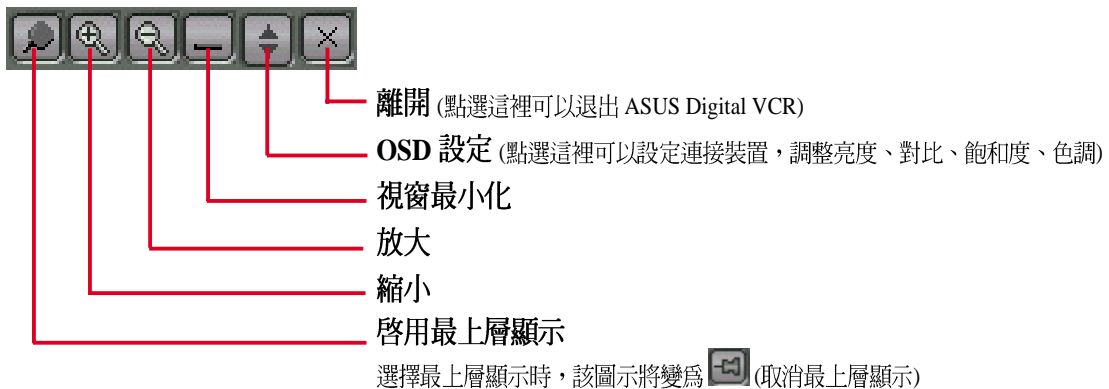 離開 (點選這裡可以退出 ASUS Digital VCR)
OSD 設定 (點選這裡可以設定連接裝置，調整亮度、對比、飽和度、色調)
視窗最小化
放大
縮小
啓用最上層顯示
選擇最上層顯示時，該圖示將變爲 (取消最上層顯示)